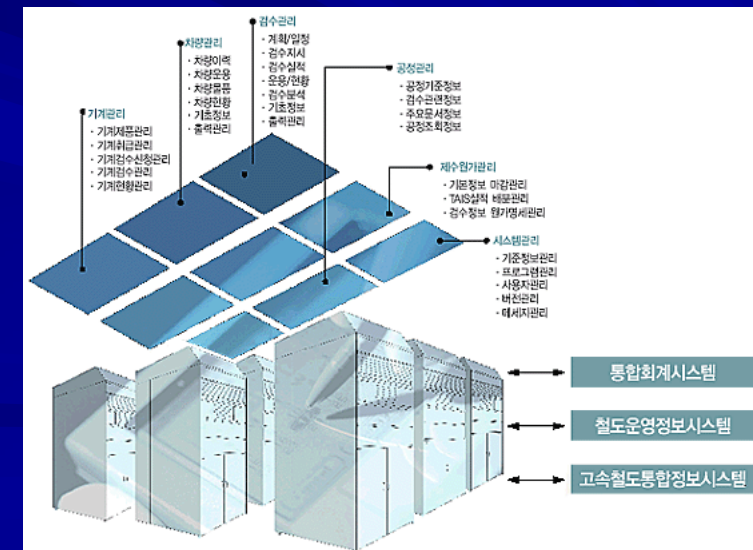 검수관리
· 계획/일정
· 검수지시
· 검수실적
· 운용/현황
· 검수분석
· 기초정보
· 출력관리
차량관리
· 차량이력
· 차량운용
· 차량물품
· 차량현황
· 기초정보
· 출력관리
공정관리
· 공정기준정보
· 검수관련정보
· 주요문서정보
· 공정조회정보
기계관리
· 기계제품관리
· 기계취급관리
· 기계검수신청관리
· 기계검수관리
· 기계현황관리
제수원가관리
· 기본정보 마감관리
· TAIS실적 배분관리
· 검수정보 원가명세관리
시스템관리
· 기준정보관리
· 프로그램관리
· 사용자관리
· 버전관리
· 메세지관리
통합회계시스템
철도운영정보시스템
고속철도통합정보시스템